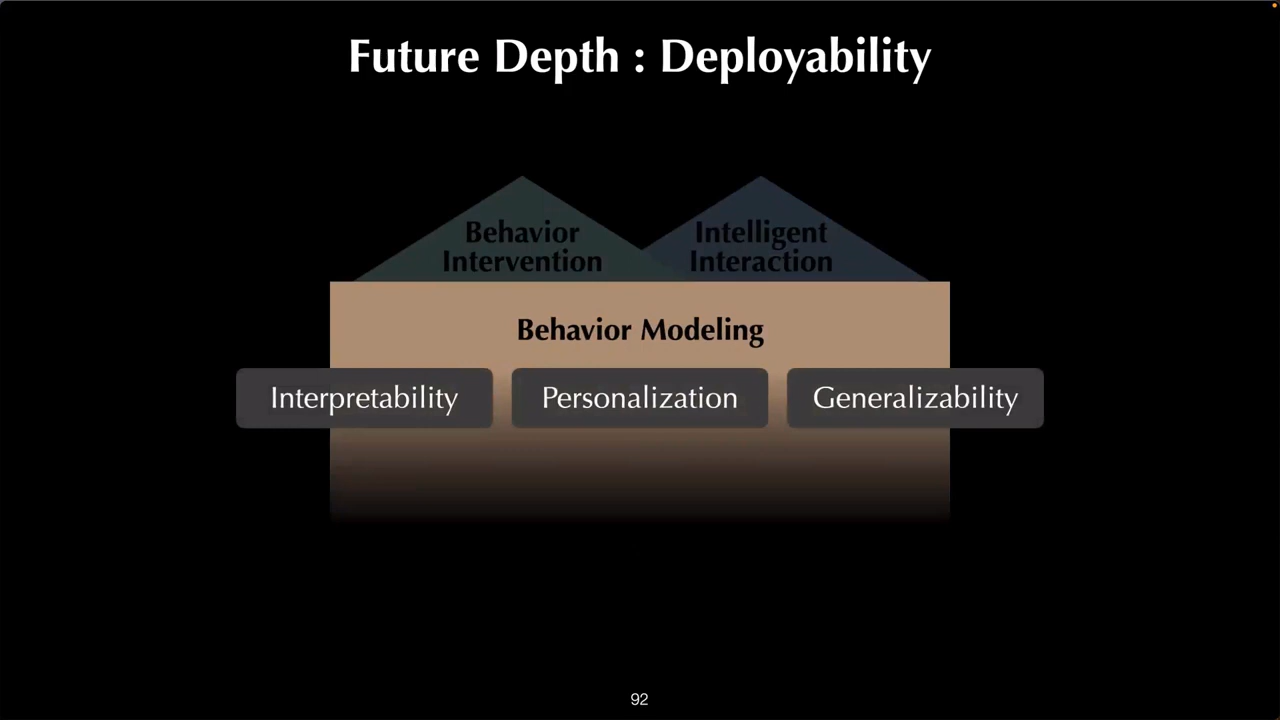 Future Depth : Deployability
Behavior
Intervention
Intelligent
Interaction
Behavior Modeling
Interpretability
Personalization
Generalizability
92